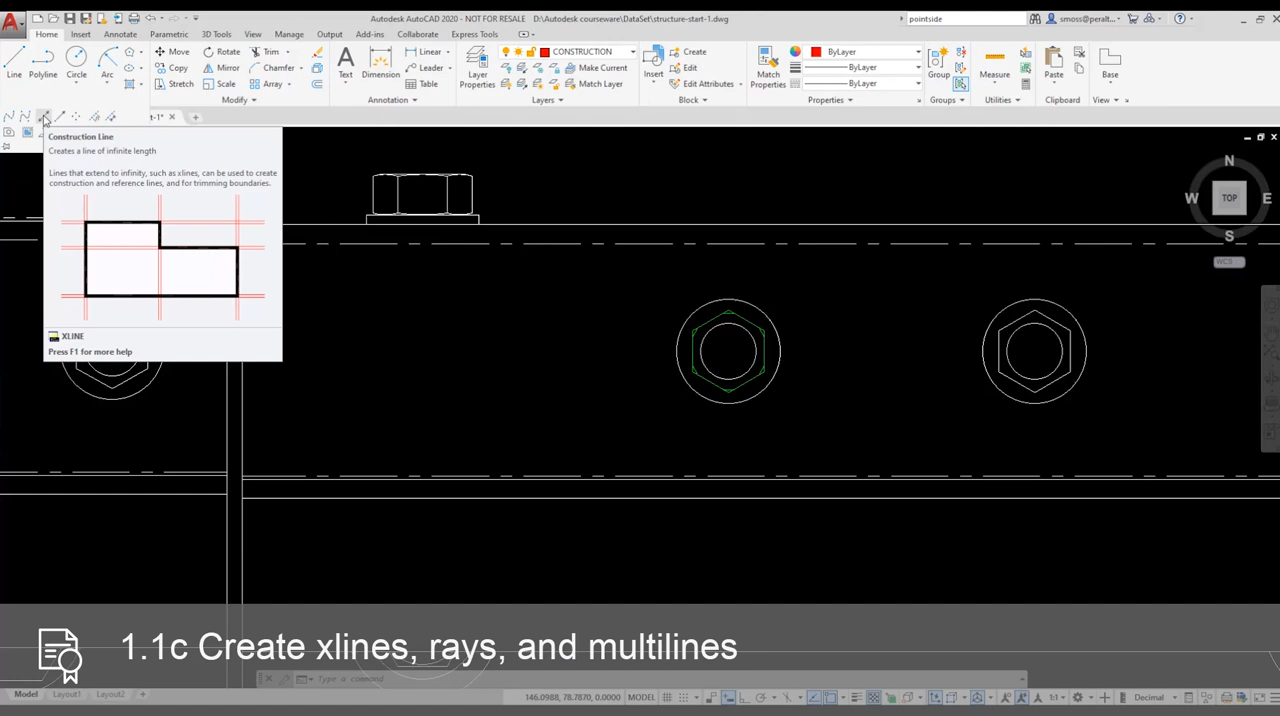 Autodesk AutoCAD 2020 - NOT FOR RESALE D:\Autodesk courseware\DataSet\structure-start-1.dwg
pointside
smoss@peralt...
Home Insert Annotate Parametric 3D Tools View Manage Output Add-ins Collaborate Express Tools
Line Polyline Circle Arc
Move Rotate Trim
Copy Mirror Chamfer
Stretch Scale Array
Modify
Text Dimension
Linear
Leader
Table
Annotation
Layer Properties
CONSTRUCTION
Make Current
Match Layer
Layers
Insert
Create
Edit
Edit Attributes
Block
Match Properties
ByLayer
ByLayer
ByLayer
Properties
Group
Groups
Measure
Utilities
Paste
Clipboard
Base
View
t-1*
Construction Line
Creates a line of infinite length
Lines that extend to infinity, such as xlines, can be used to create
construction and reference lines, and for trimming boundaries.
XLINE
Press F1 for more help
N
W TOP E
S
WCS
1.1c Create xlines, rays, and multilines
Type a command
Model Layout1 Layout2
146.0988, 78.7870, 0.0000 MODEL
1:1
Decimal